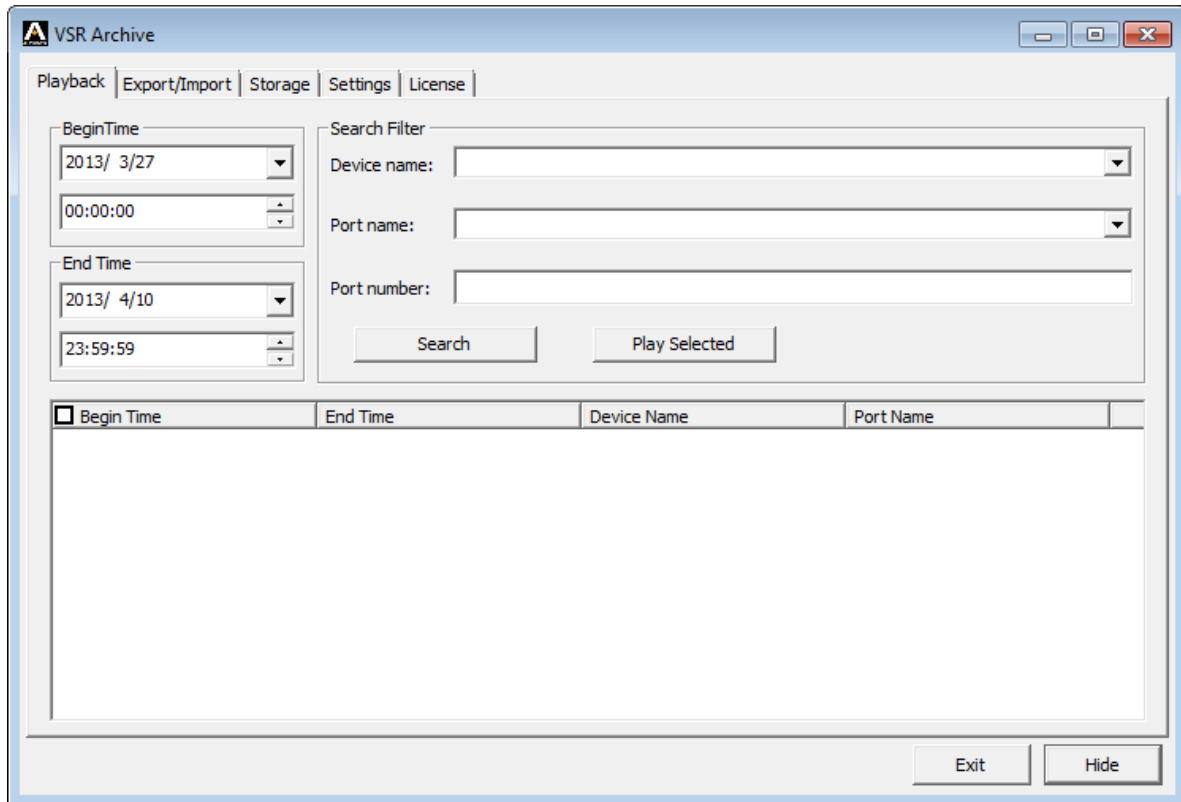 VSR Archive
Playback Export/Import Storage Settings License
BeginTime
2013/ 3/27
00:00:00
End Time
2013/ 4/10
23:59:59
Search Filter
Device name:
Port name:
Port number:
Search Play Selected
Begin Time End Time Device Name Port Name
Exit Hide